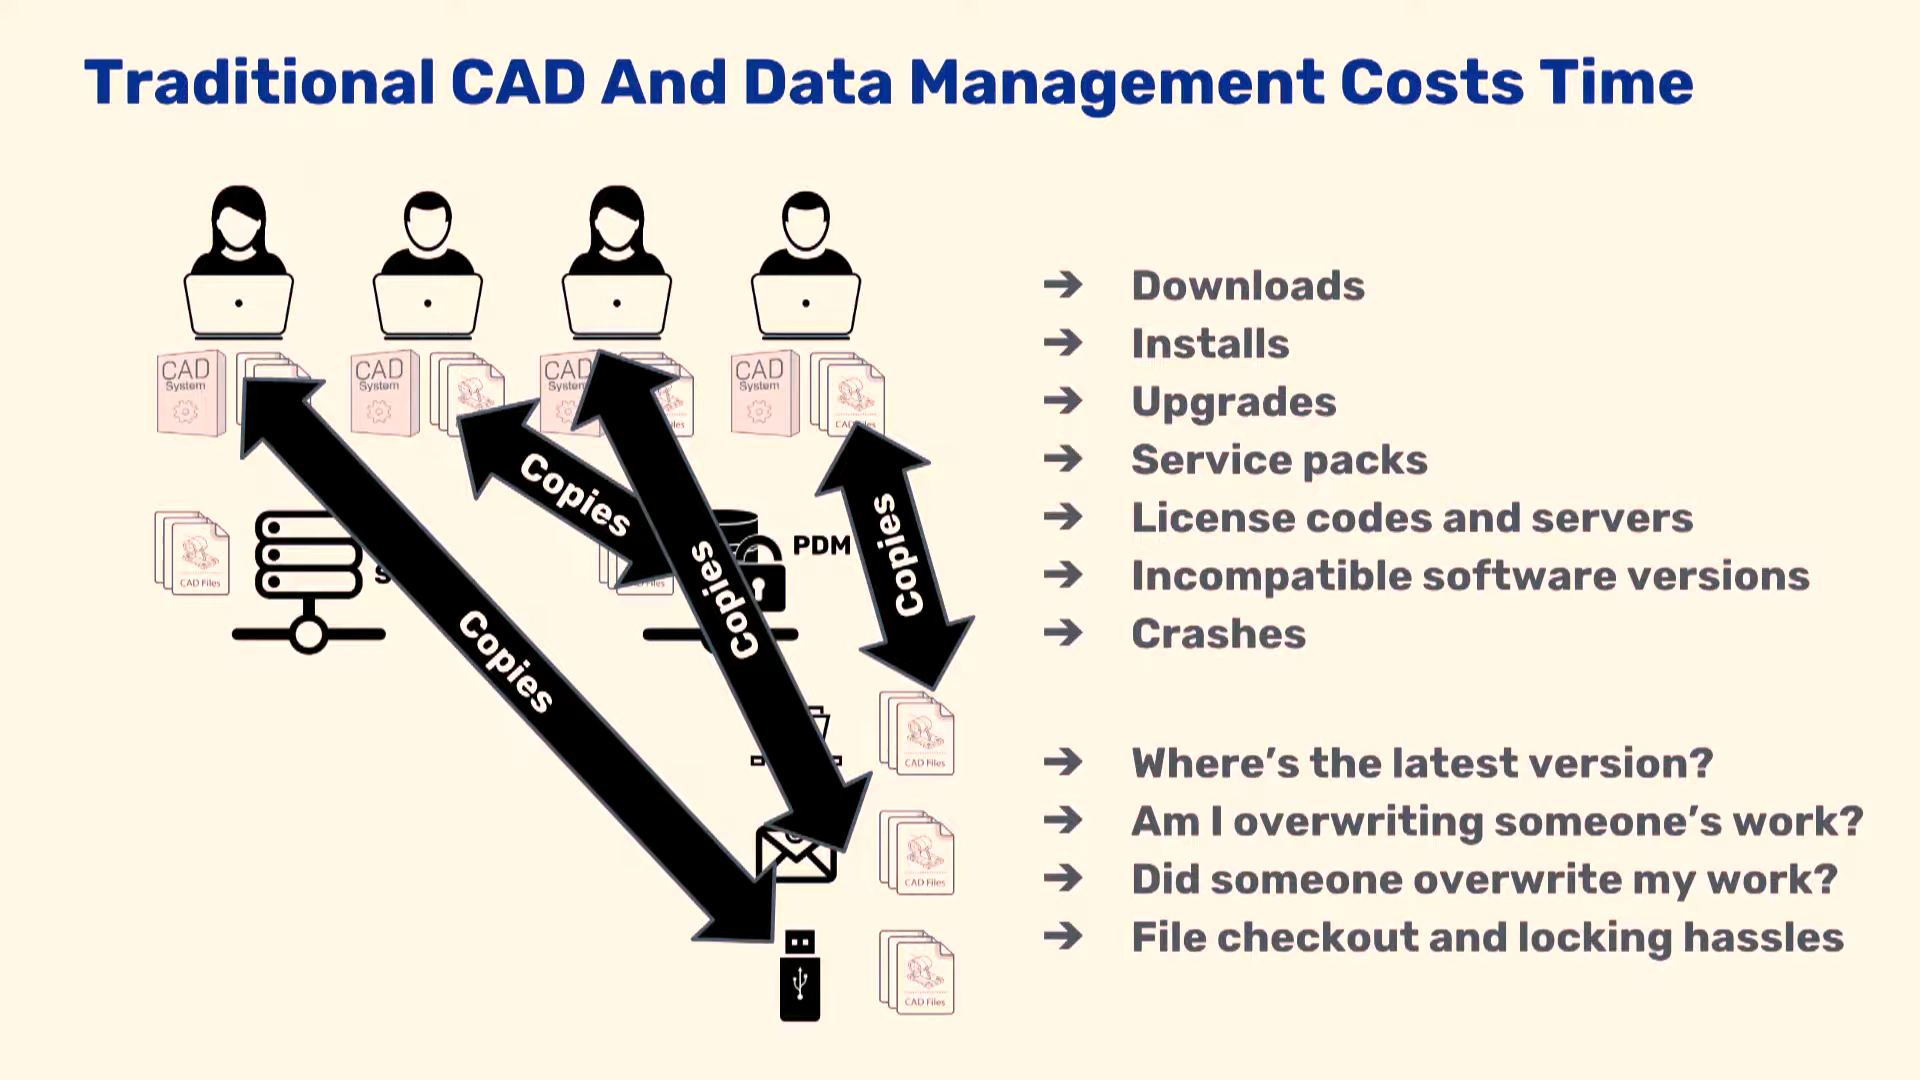 Traditional CAD And Data Management Costs Time
CAD
System
CAD
System
CAD
System
CAD
System
Copies
Copies
Copies
Copies
PDM
CAD Files
CAD Files
CAD Files
CAD Files
→ Downloads
→ Installs
→ Upgrades
→ Service packs
→ License codes and servers
→ Incompatible software versions
→ Crashes
→ Where's the latest version?
→ Am I overwriting someone's work?
→ Did someone overwrite my work?
→ File checkout and locking hassles